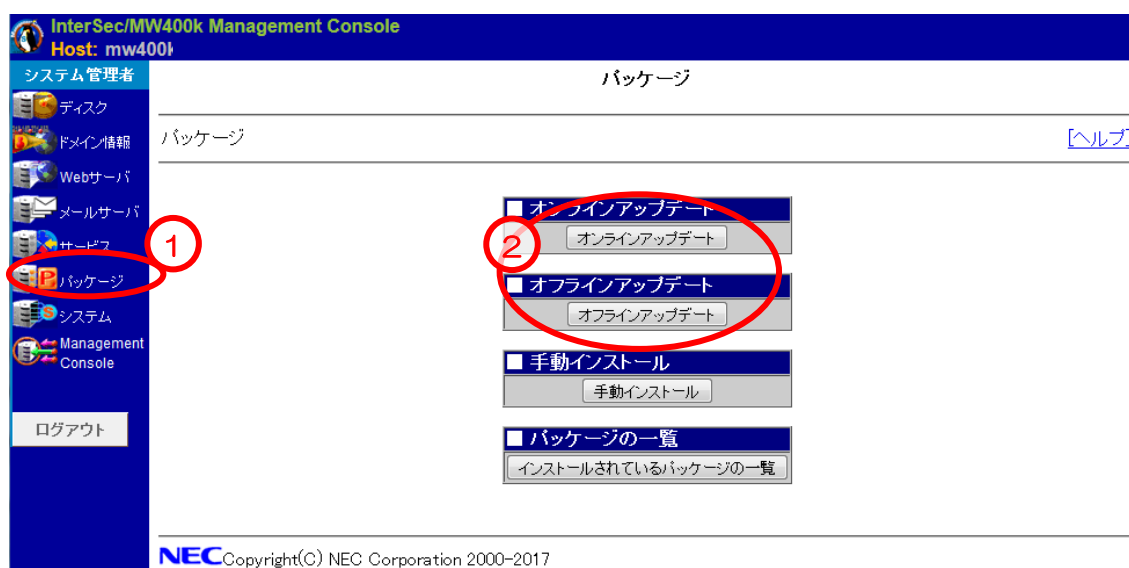 InterSec/MW400k Management Console
Host: mw400k
システム管理者
ディスク
ドメイン情報
Webサーバ
メールサーバ
サービス
パッケージ
システム
Management
Console
ログアウト
パッケージ
パッケージ
[ヘルプ]
①
②
■ オンラインアップデート
オンラインアップデート
■ オフラインアップデート
オフラインアップデート
■ 手動インストール
手動インストール
■ パッケージの一覧
インストールされているパッケージの一覧
NEC Copyright(C) NEC Corporation 2000-2017